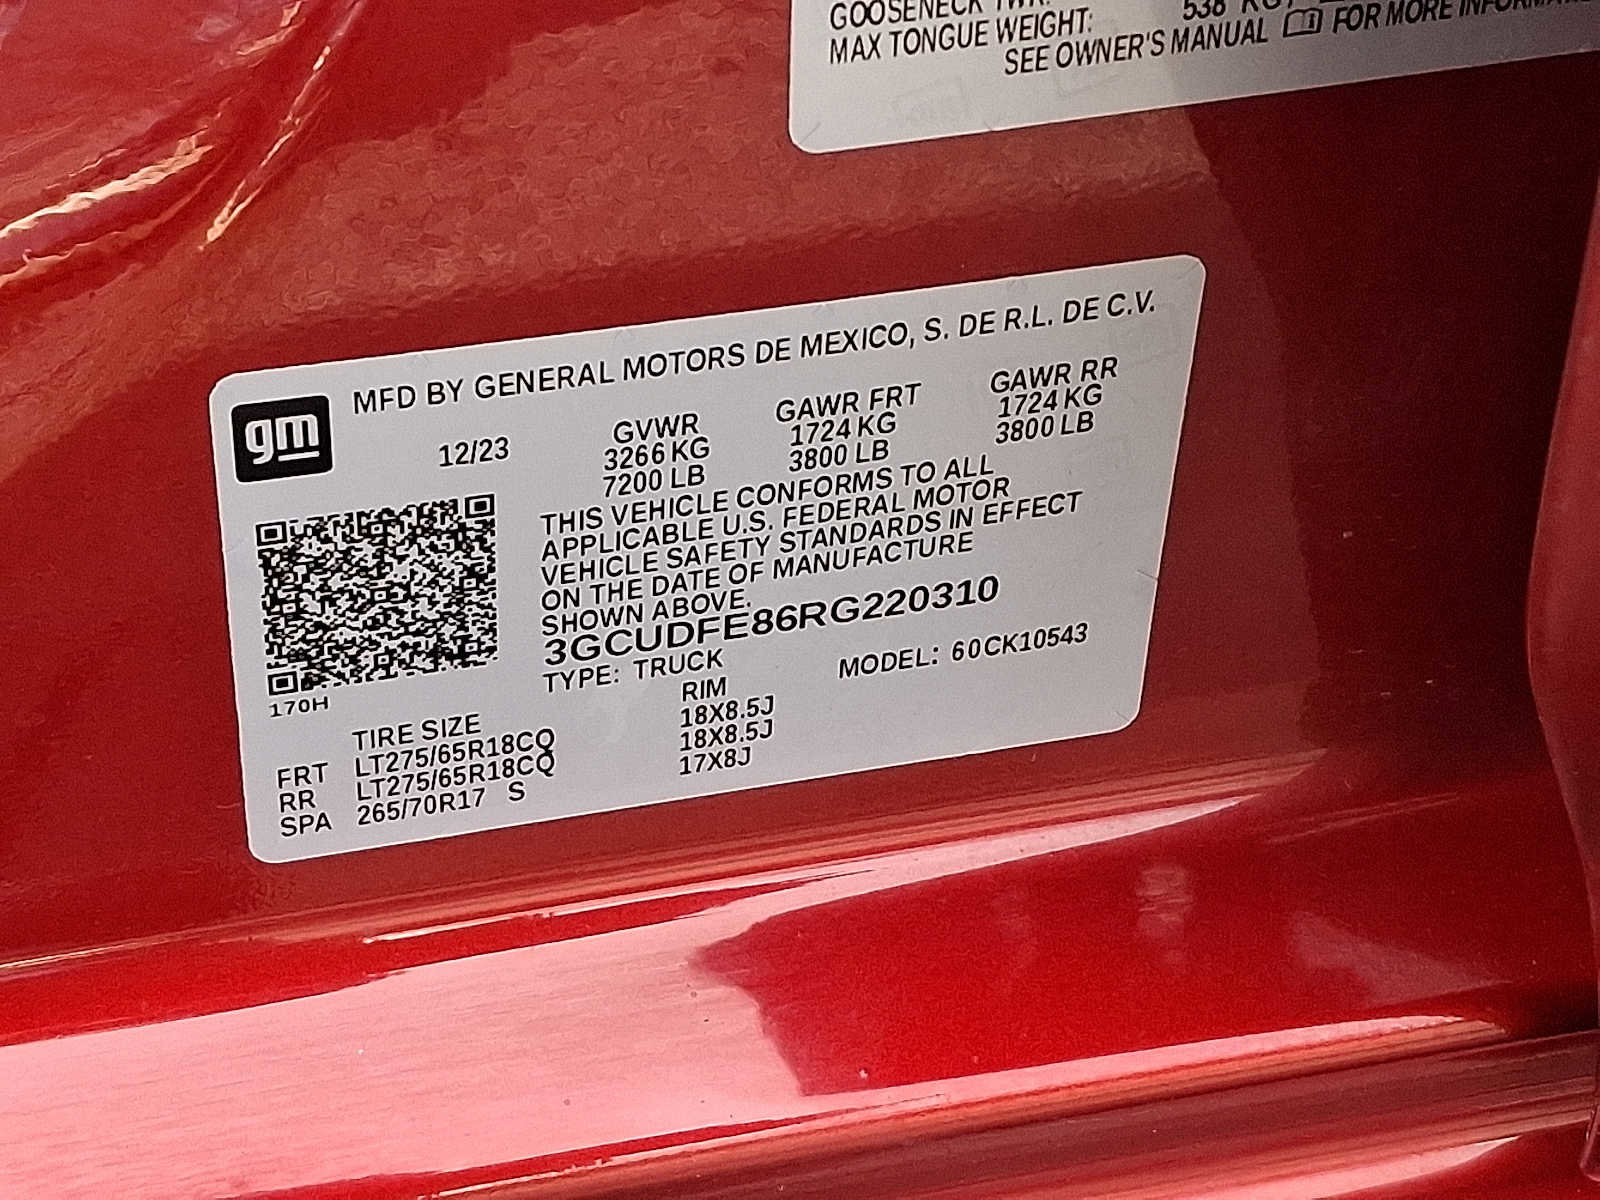 GOOSENECK TWR:
MAX TONGUE WEIGHT: 538 KG
SEE OWNER'S MANUAL FOR MORE
gm
MFD BY GENERAL MOTORS DE MEXICO, S. DE R.L. DE C.V.
12/23 GVWR GAWR FRT GAWR RR
3266 KG 1724 KG 1724 KG
7200 LB 3800 LB 3800 LB
THIS VEHICLE CONFORMS TO ALL
APPLICABLE U.S. FEDERAL MOTOR
VEHICLE SAFETY STANDARDS IN EFFECT
ON THE DATE OF MANUFACTURE
SHOWN ABOVE.
3GCUDFE86RG220310
TYPE: TRUCK MODEL: 60CK10543
170H
TIRE SIZE RIM
FRT LT275/65R18CQ 18X8.5J
RR LT275/65R18CQ 18X8.5J
SPA 265/70R17 S 17X8J